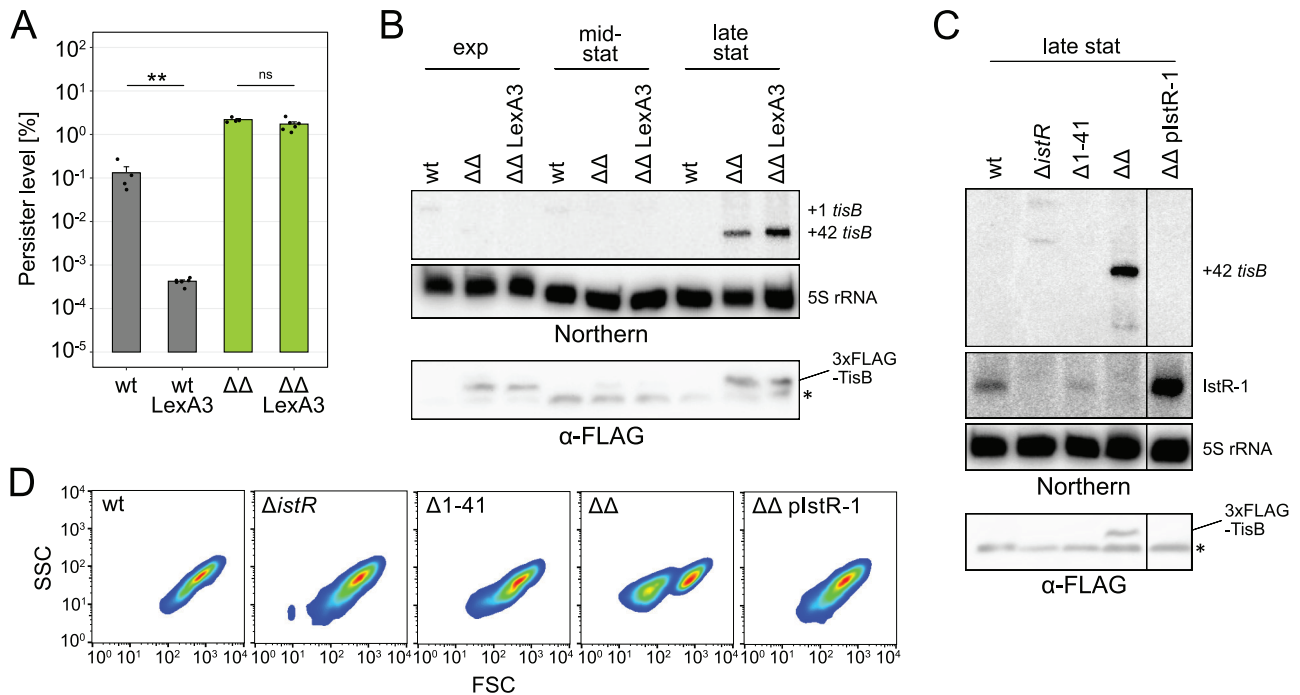 A
Persister level [%]
10²
10¹
10⁰
10⁻¹
10⁻²
10⁻³
10⁻⁴
10⁻⁵
**
ns
wt
wt LexA3
ΔΔ
ΔΔ LexA3
B
exp
mid-stat
late stat
wt
ΔΔ
ΔΔ LexA3
wt
ΔΔ
ΔΔ LexA3
wt
ΔΔ
ΔΔ LexA3
+1 tisB
+42 tisB
5S rRNA
Northern
3xFLAG
-TisB
*
α-FLAG
C
late stat
wt
ΔistR
Δ1-41
ΔΔ
ΔΔ pIstR-1
+42 tisB
IstR-1
5S rRNA
Northern
3xFLAG
-TisB
*
α-FLAG
D
SSC
10⁴
10³
10²
10¹
10⁰
wt
ΔistR
Δ1-41
ΔΔ
ΔΔ pIstR-1
10⁰ 10¹ 10² 10³ 10⁴
10⁰ 10¹ 10² 10³ 10⁴
10⁰ 10¹ 10² 10³ 10⁴
10⁰ 10¹ 10² 10³ 10⁴
10⁰ 10¹ 10² 10³ 10⁴
FSC